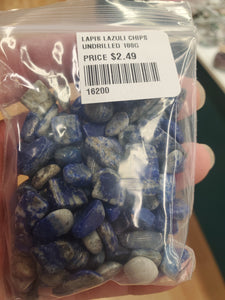 LAPIS LAZULI CHIPS
UNDRILLED 100G
PRICE $2.49
16200